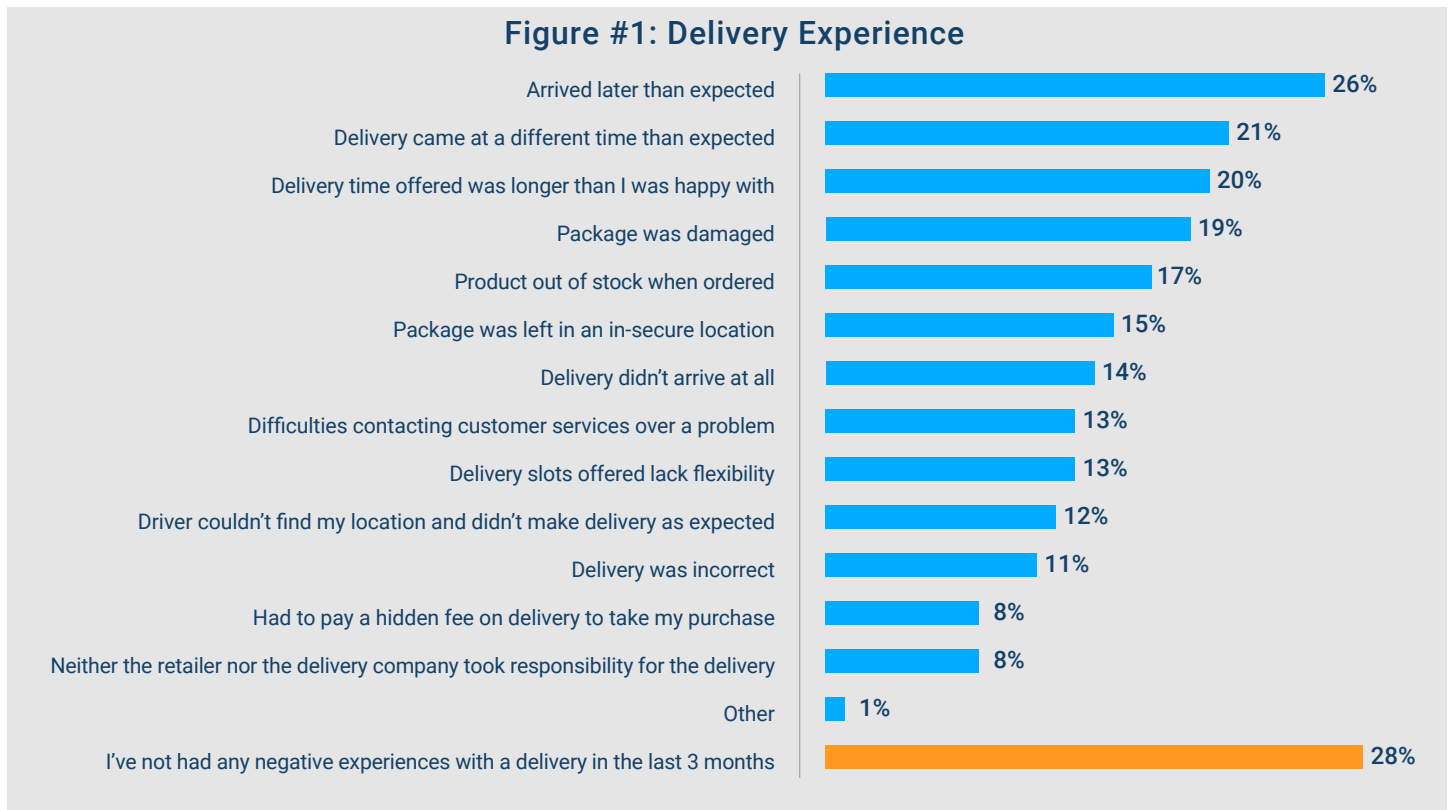 Figure #1: Delivery Experience
Arrived later than expected 26%
Delivery came at a different time than expected 21%
Delivery time offered was longer than I was happy with 20%
Package was damaged 19%
Product out of stock when ordered 17%
Package was left in an in-secure location 15%
Delivery didn’t arrive at all 14%
Difficulties contacting customer services over a problem 13%
Delivery slots offered lack flexibility 13%
Driver couldn’t find my location and didn’t make delivery as expected 12%
Delivery was incorrect 11%
Had to pay a hidden fee on delivery to take my purchase 8%
Neither the retailer nor the delivery company took responsibility for the delivery 8%
Other 1%
I’ve not had any negative experiences with a delivery in the last 3 months 28%